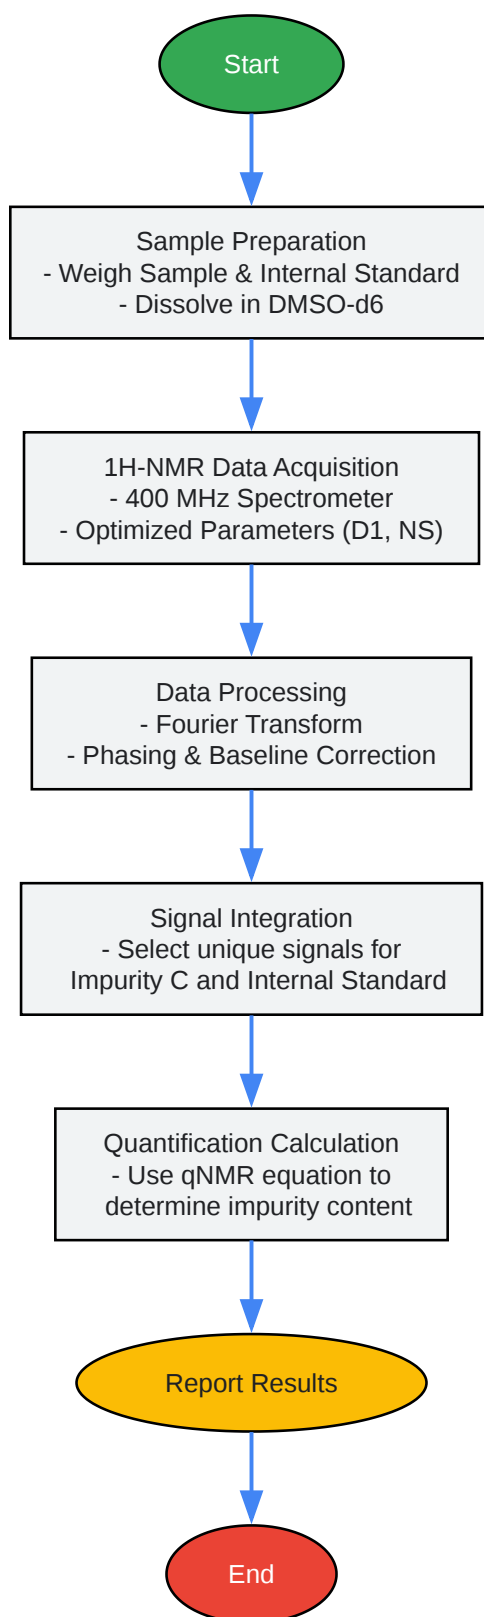 Start
Sample Preparation
- Weigh Sample & Internal Standard
- Dissolve in DMSO-d6
1H-NMR Data Acquisition
- 400 MHz Spectrometer
- Optimized Parameters (D1, NS)
Data Processing
- Fourier Transform
- Phasing & Baseline Correction
Signal Integration
- Select unique signals for
Impurity C and Internal Standard
Quantification Calculation
- Use qNMR equation to
determine impurity content
Report Results
End